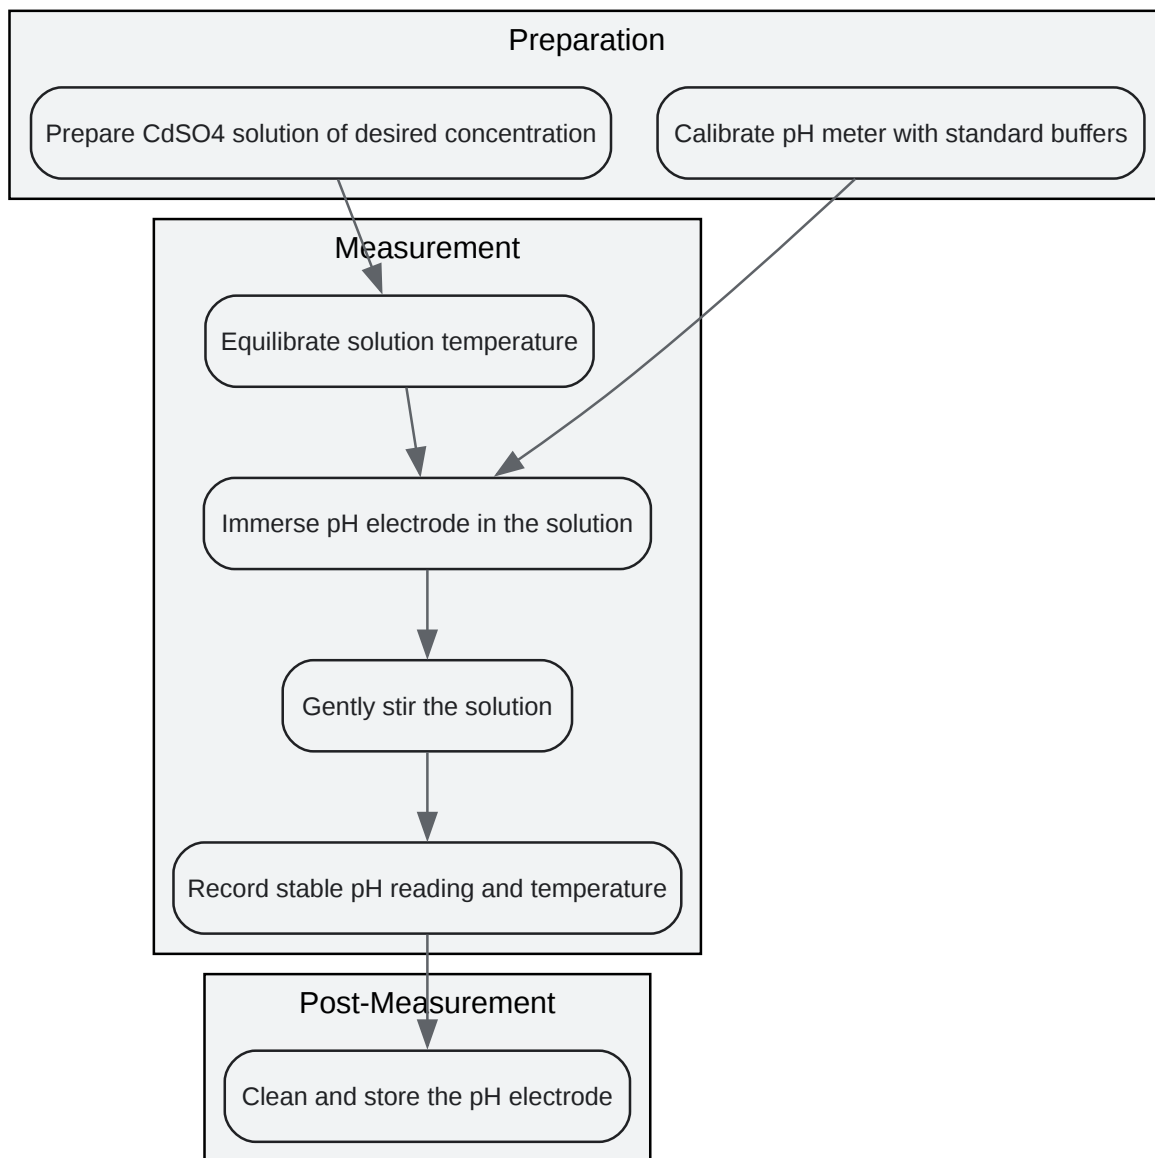 Preparation
Prepare CdSO4 solution of desired concentration
Calibrate pH meter with standard buffers
Measurement
Equilibrate solution temperature
Immerse pH electrode in the solution
Gently stir the solution
Record stable pH reading and temperature
Post-Measurement
Clean and store the pH electrode